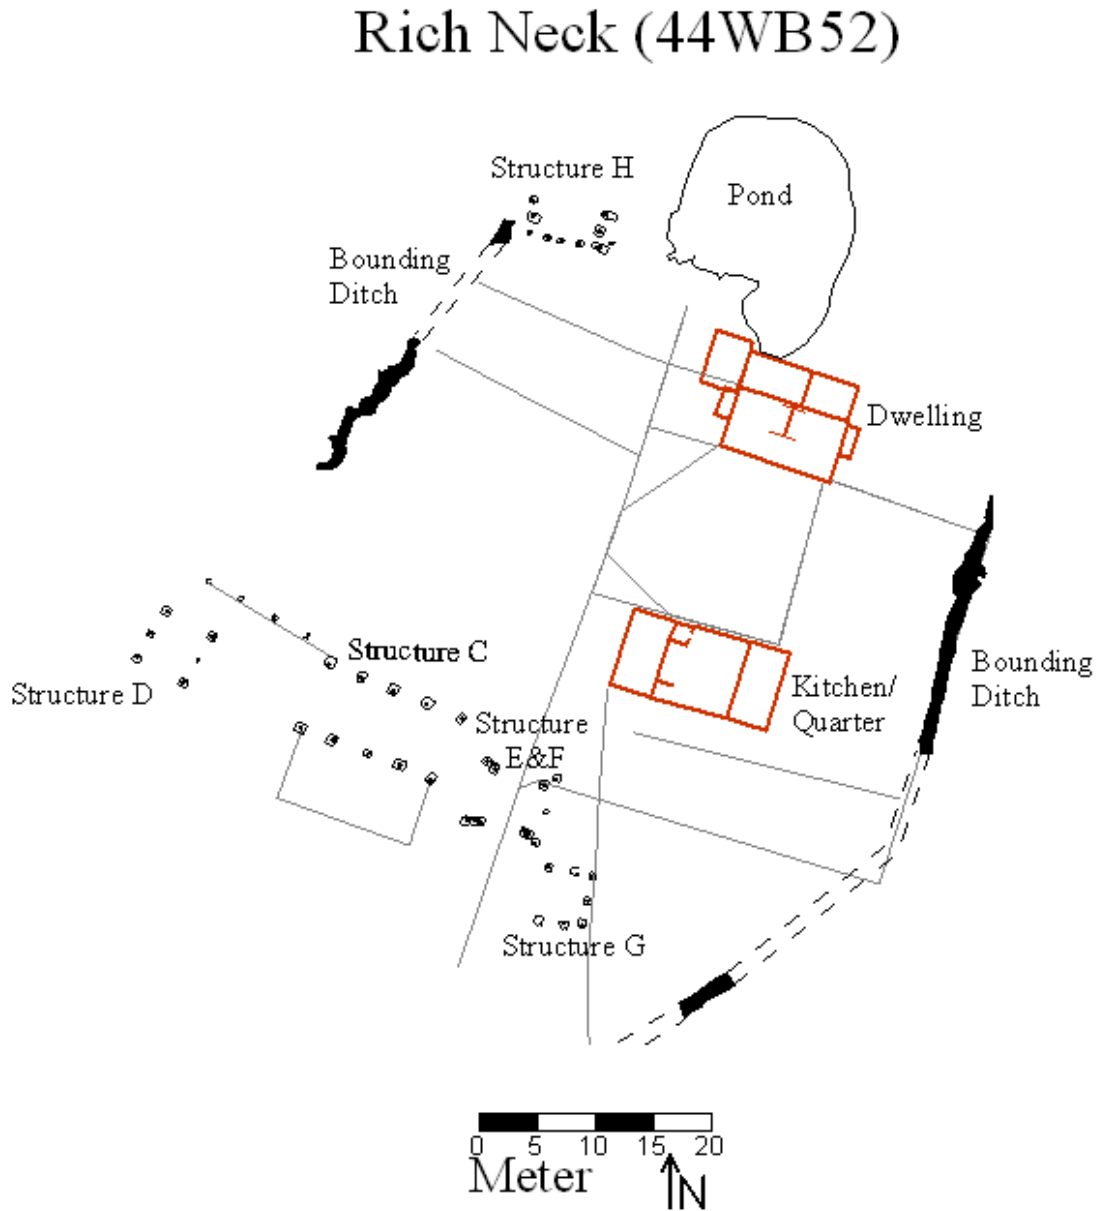 Rich Neck (44WB52)
Structure H
Pond
Bounding
Ditch
Dwelling
Structure C
Structure D
Bounding
Ditch
Kitchen/
Quarter
Structure
E&F
Structure G
0 5 10 15 20
Meter
N